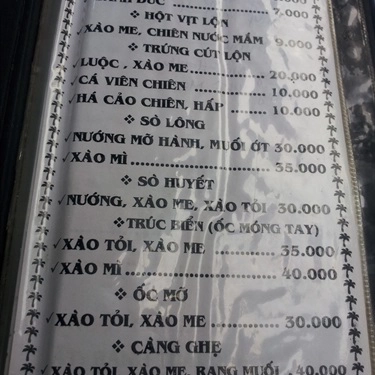 7.000
❖ HỘT VỊT LỘN
✓XÀO ME, CHIÊN NƯỚC MẮM 9.000
❖ TRỨNG CÚT LỘN
✓LUỘC, XÀO ME .......... 20.000
✓CÁ VIÊN CHIÊN .......... 10.000
✓HÁ CẢO CHIÊN, HẤP .......... 10.000
❖ SÒ LÔNG
✓NƯỚNG MỠ HÀNH, MUỐI ỚT 30.000
✓XÀO MÌ .......... 35.000
❖ SÒ HUYẾT
✓NƯỚNG, XÀO ME, XÀO TỎI 30.000
❖TRÚC BIỂN (ỐC MÓNG TAY)
✓XÀO TỎI, XÀO ME .......... 35.000
✓XÀO MÌ .......... 40.000
❖ ỐC MỠ
✓XÀO TỎI, XÀO ME .......... 30.000
❖ CÀNG GHẸ
✓XÀO TỎI, XÀO ME, RANG MUỐI . 40.000